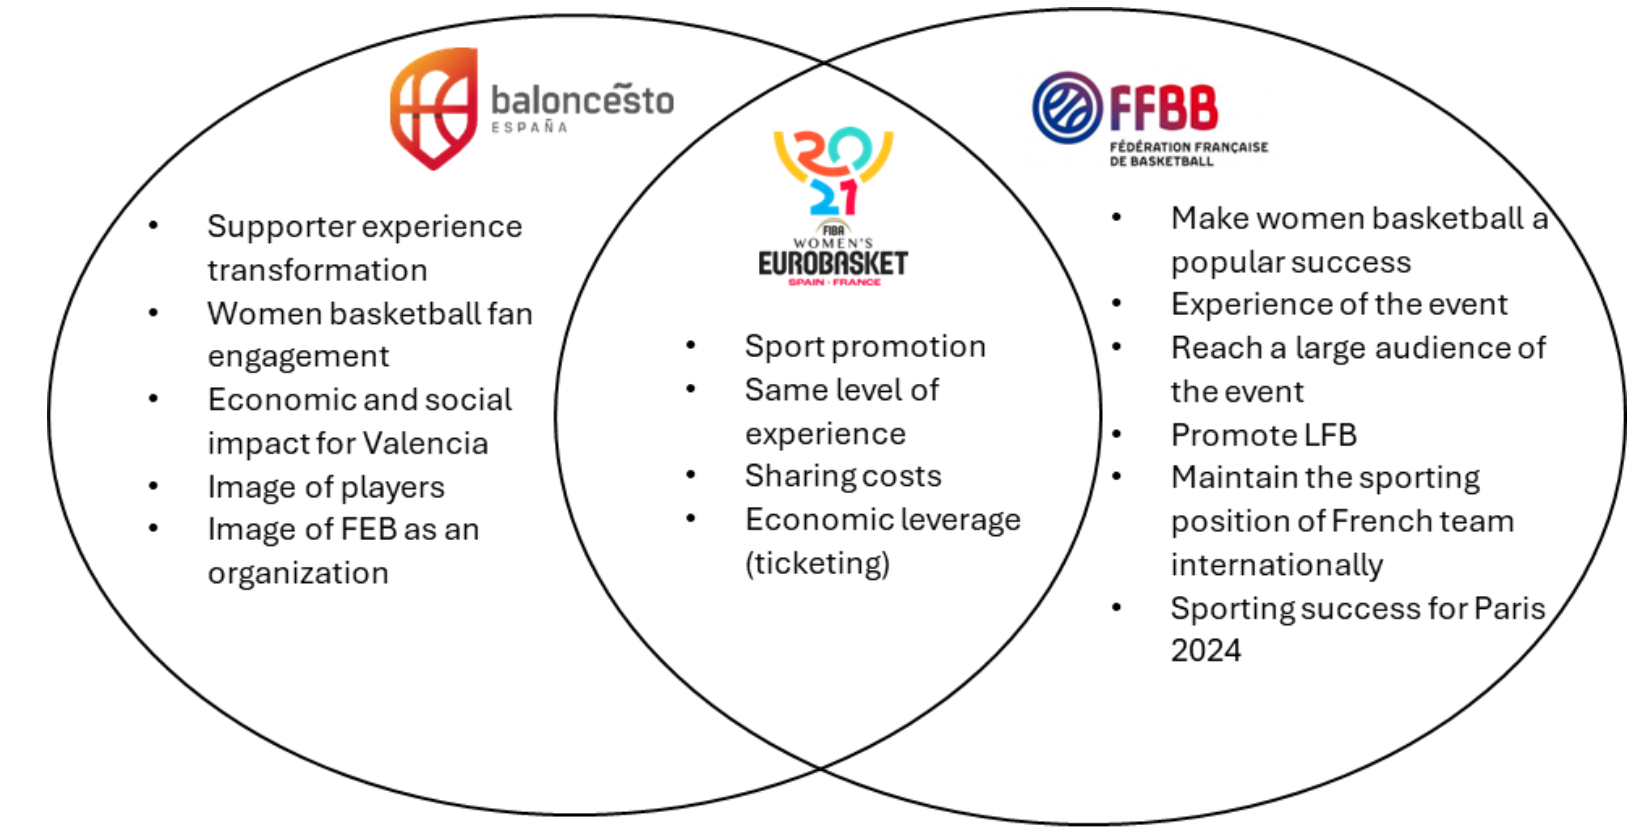 baloncesto
ESPAÑA
• Supporter experience
transformation
• Women basketball fan
engagement
• Economic and social
impact for Valencia
• Image of players
• Image of FEB as an
organization
2021
FIBA
WOMEN'S
EUROBASKET
SPAIN · FRANCE
• Sport promotion
• Same level of
experience
• Sharing costs
• Economic leverage
(ticketing)
FFBB
FÉDÉRATION FRANÇAISE
DE BASKETBALL
• Make women basketball a
popular success
• Experience of the event
• Reach a large audience of
the event
• Promote LFB
• Maintain the sporting
position of French team
internationally
• Sporting success for Paris
2024